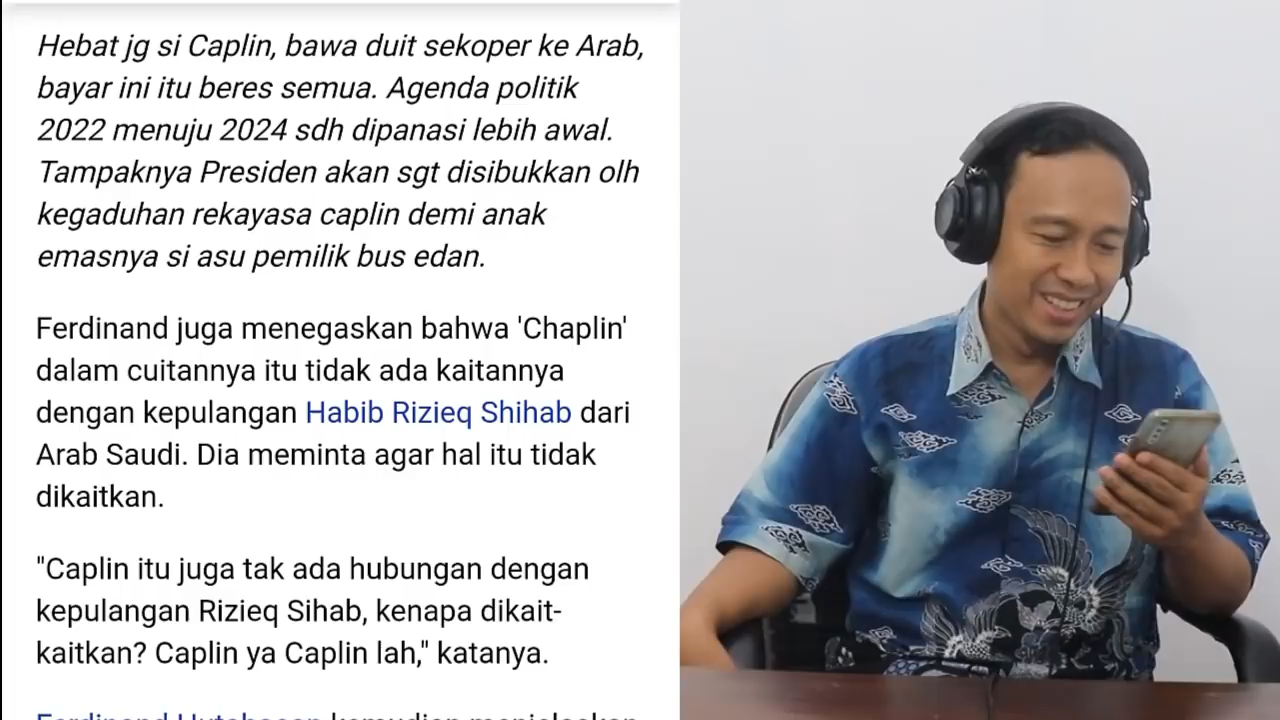 Hebat jg si Caplin, bawa duit sekoper ke Arab,
bayar ini itu beres semua. Agenda politik
2022 menuju 2024 sdh dipanasi lebih awal.
Tampaknya Presiden akan sgt disibukkan olh
kegaduhan rekayasa caplin demi anak
emasnya si asu pemilik bus edan.
Ferdinand juga menegaskan bahwa 'Chaplin'
dalam cuitannya itu tidak ada kaitannya
dengan kepulangan Habib Rizieq Shihab dari
Arab Saudi. Dia meminta agar hal itu tidak
dikaitkan.
"Caplin itu juga tak ada hubungan dengan
kepulangan Rizieq Sihab, kenapa dikait-
kaitkan? Caplin ya Caplin lah," katanya.
Ferdinand Hutahaean kemudian menjelaskan